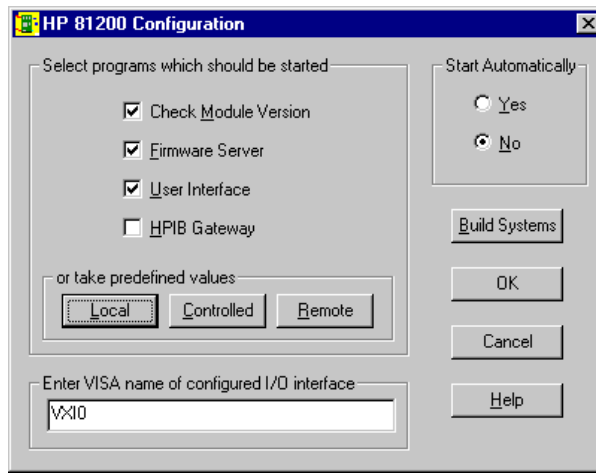 HP 81200 Configuration
Select programs which should be started
Check Module Version
Firmware Server
User Interface
HPIB Gateway
or take predefined values
Local Controlled Remote
Enter VISA name of configured I/O interface
VXI0
Start Automatically
Yes
No
Build Systems
OK
Cancel
Help